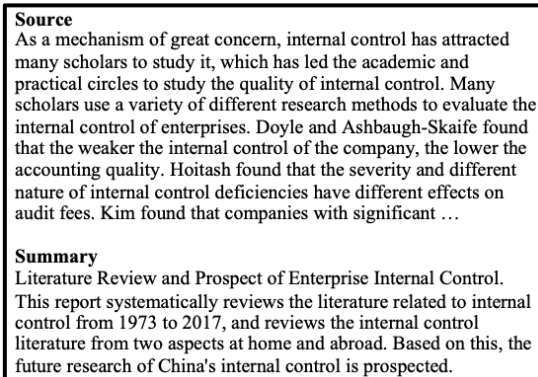 Source
As a mechanism of great concern, internal control has attracted
many scholars to study it, which has led the academic and
practical circles to study the quality of internal control. Many
scholars use a variety of different research methods to evaluate the
internal control of enterprises. Doyle and Ashbaugh-Skaife found
that the weaker the internal control of the company, the lower the
accounting quality. Hoitash found that the severity and different
nature of internal control deficiencies have different effects on
audit fees. Kim found that companies with significant …
Summary
Literature Review and Prospect of Enterprise Internal Control.
This report systematically reviews the literature related to internal
control from 1973 to 2017, and reviews the internal control
literature from two aspects at home and abroad. Based on this, the
future research of China's internal control is prospected.